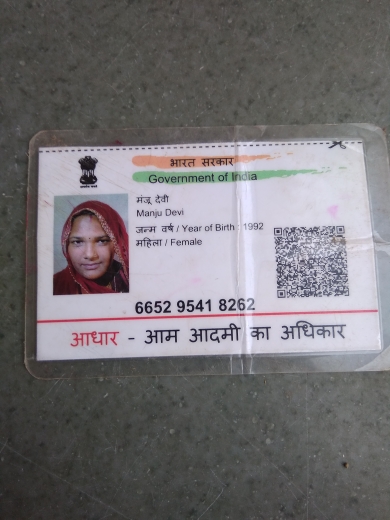 भारत सरकार
Government of India
मंजू देवी
Manju Devi
जन्म वर्ष / Year of Birth : 1992
महिला / Female
6652 9541 8262
आधार - आम आदमी का अधिकार